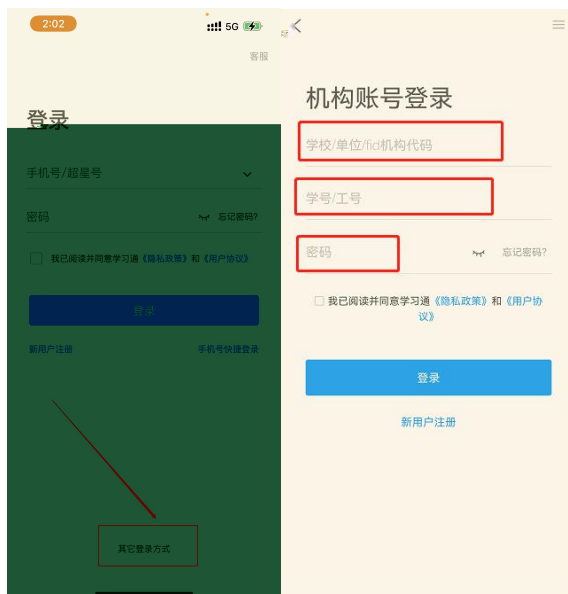 2:02
5G
客服
登录
手机号/超星号
密码
忘记密码?
我已阅读并同意学习通《隐私政策》和《用户协议》
登录
新用户注册
手机号快捷登录
其它登录方式
机构账号登录
学校/单位/fid机构代码
学号/工号
密码
忘记密码?
我已阅读并同意学习通《隐私政策》和《用户协
议》
登录
新用户注册